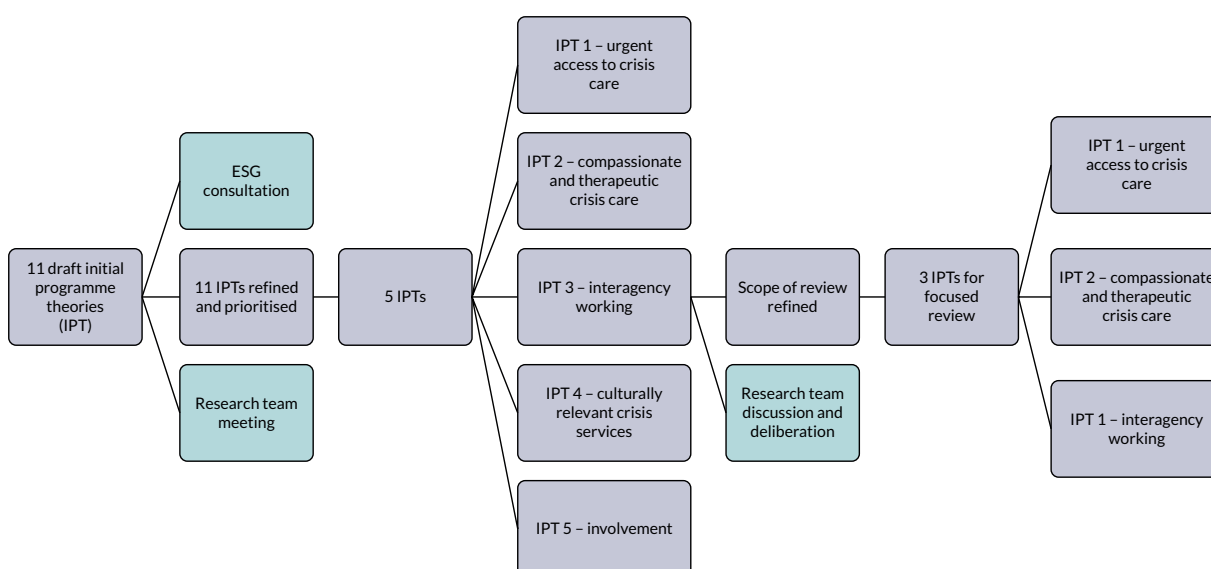 11 draft initial
programme
theories
(IPT)
ESG
consultation
11 IPTs refined
and prioritised
Research team
meeting
5 IPTs
IPT 1 – urgent
access to crisis
care
IPT 2 – compassionate
and therapeutic
crisis care
IPT 3 – interagency
working
IPT 4 – culturally
relevant crisis
services
IPT 5 – involvement
Scope of review
refined
Research team
discussion and
deliberation
3 IPTs for
focused
review
IPT 1 – urgent
access to crisis
care
IPT 2 – compassionate
and therapeutic
crisis care
IPT 1 – interagency
working